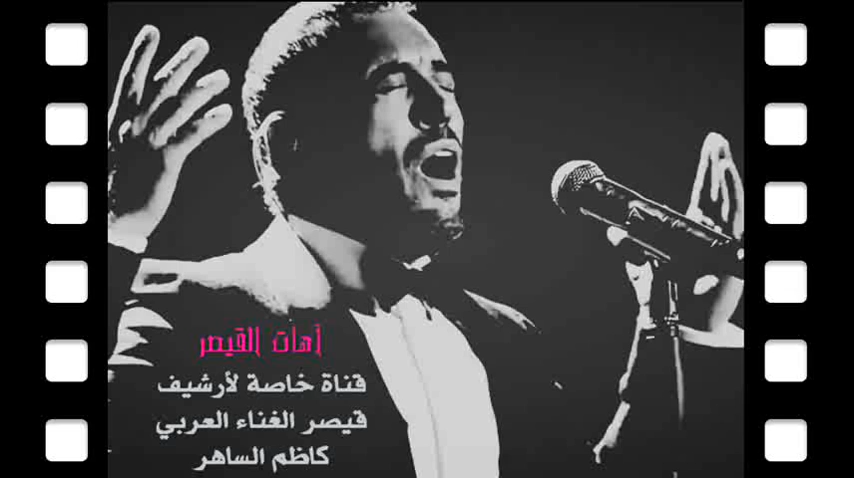 آهات القيصر
قناة خاصة لأرشيف
قيصر الغناء العربي
كاظم الساهر